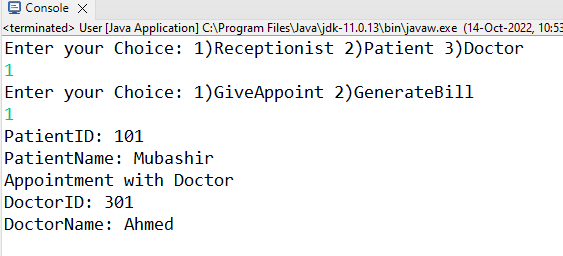 Console
<terminated> User [Java Application] C:\Program Files\Java\jdk-11.0.13\bin\javaw.exe (14-Oct-2022, 10:53
Enter your Choice: 1)Receptionist 2)Patient 3)Doctor
1
Enter your Choice: 1)GiveAppoint 2)GenerateBill
1
PatientID: 101
PatientName: Mubashir
Appointment with Doctor
DoctorID: 301
DoctorName: Ahmed